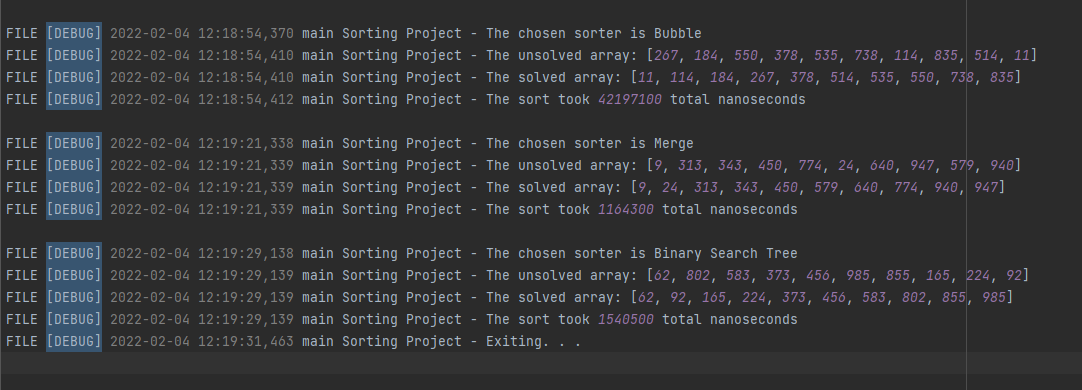 FILE [DEBUG] 2022-02-04 12:18:54,370 main Sorting Project - The chosen sorter is Bubble
FILE [DEBUG] 2022-02-04 12:18:54,410 main Sorting Project - The unsolved array: [267, 184, 550, 378, 535, 738, 114, 835, 514, 11]
FILE [DEBUG] 2022-02-04 12:18:54,410 main Sorting Project - The solved array: [11, 114, 184, 267, 378, 514, 535, 550, 738, 835]
FILE [DEBUG] 2022-02-04 12:18:54,412 main Sorting Project - The sort took 42197100 total nanoseconds
FILE [DEBUG] 2022-02-04 12:19:21,338 main Sorting Project - The chosen sorter is Merge
FILE [DEBUG] 2022-02-04 12:19:21,339 main Sorting Project - The unsolved array: [9, 313, 343, 450, 774, 24, 640, 947, 579, 940]
FILE [DEBUG] 2022-02-04 12:19:21,339 main Sorting Project - The solved array: [9, 24, 313, 343, 450, 579, 640, 774, 940, 947]
FILE [DEBUG] 2022-02-04 12:19:21,339 main Sorting Project - The sort took 1164300 total nanoseconds
FILE [DEBUG] 2022-02-04 12:19:29,138 main Sorting Project - The chosen sorter is Binary Search Tree
FILE [DEBUG] 2022-02-04 12:19:29,139 main Sorting Project - The unsolved array: [62, 802, 583, 373, 456, 985, 855, 165, 224, 92]
FILE [DEBUG] 2022-02-04 12:19:29,139 main Sorting Project - The solved array: [62, 92, 165, 224, 373, 456, 583, 802, 855, 985]
FILE [DEBUG] 2022-02-04 12:19:29,139 main Sorting Project - The sort took 1540500 total nanoseconds
FILE [DEBUG] 2022-02-04 12:19:31,463 main Sorting Project - Exiting. . .